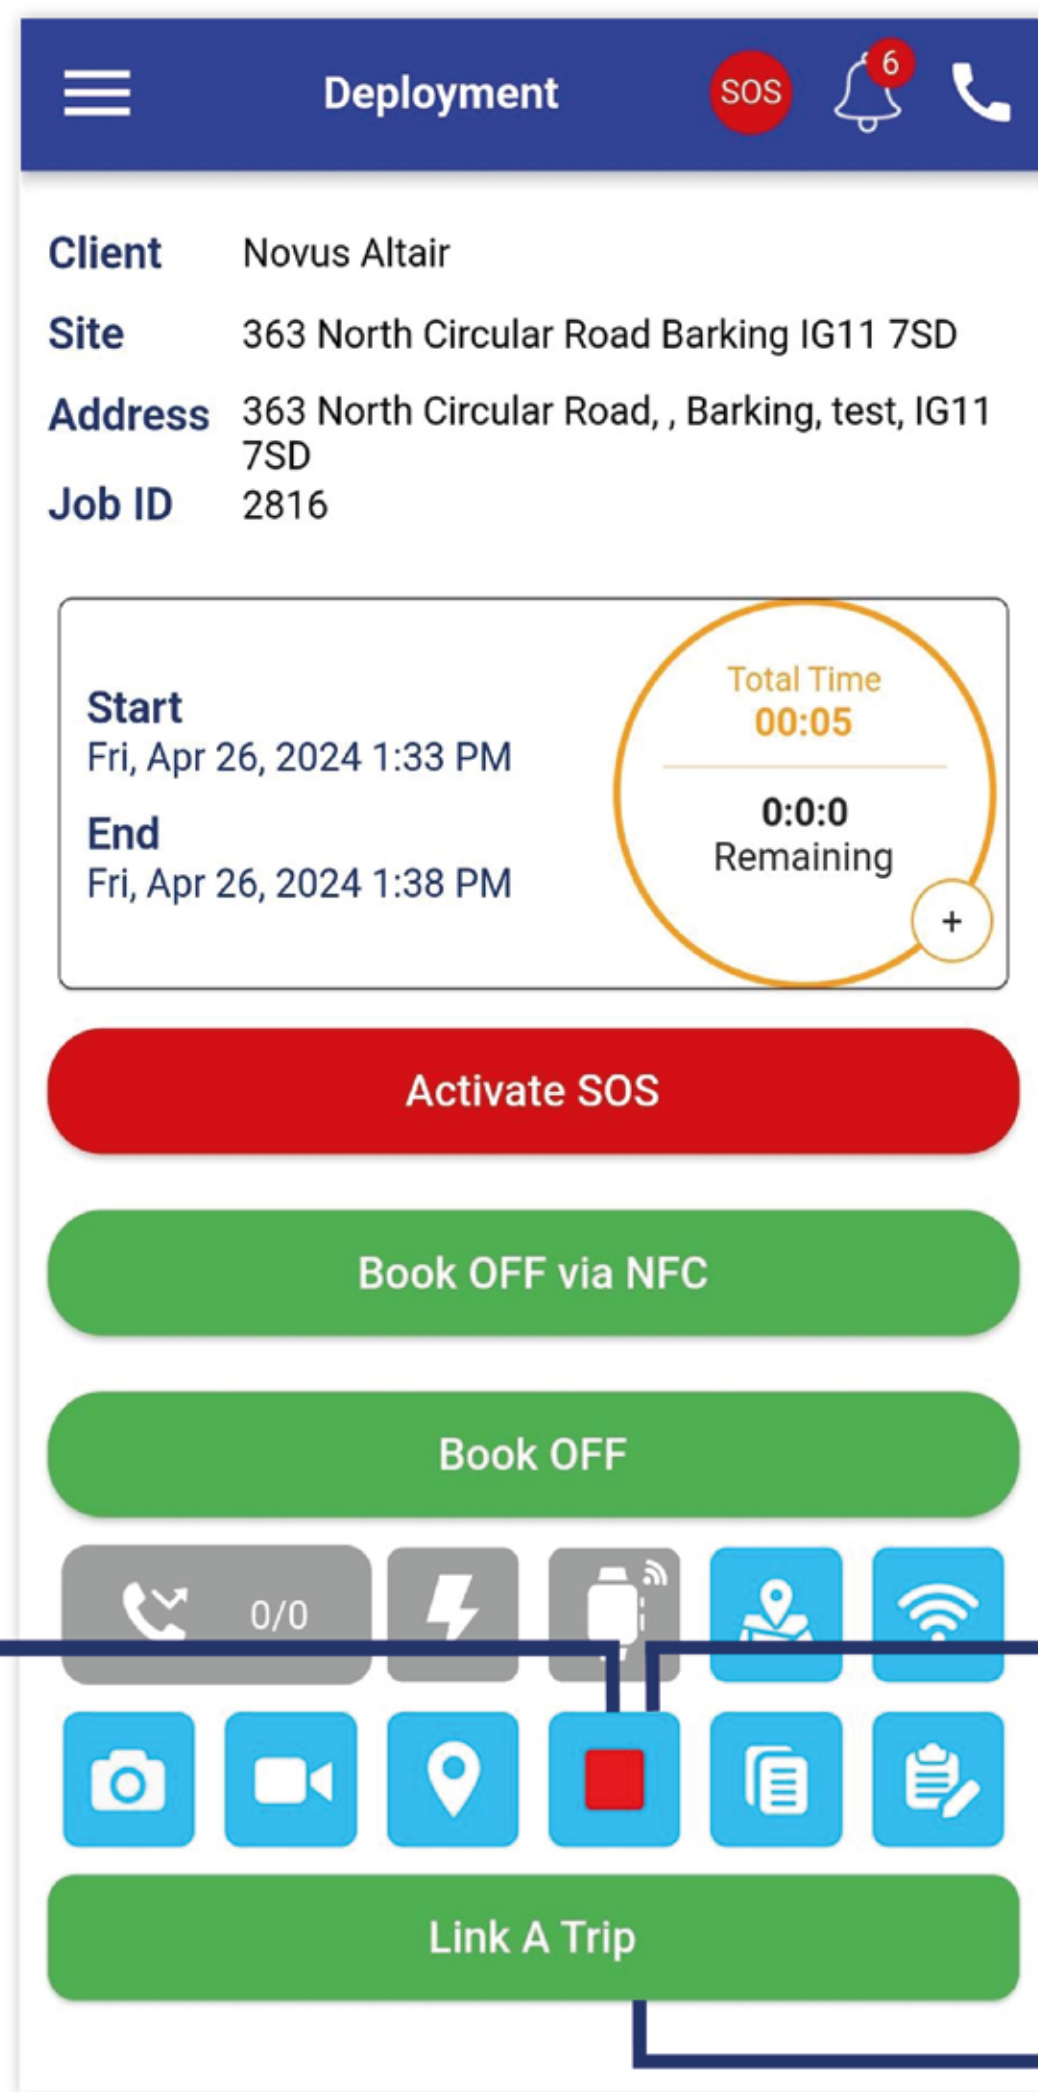 Deployment SOS 6
Client Novus Altair
Site 363 North Circular Road Barking IG11 7SD
Address 363 North Circular Road, , Barking, test, IG11
7SD
Job ID 2816
Start
Fri, Apr 26, 2024 1:33 PM
End
Fri, Apr 26, 2024 1:38 PM
Total Time
00:05
0:0:0
Remaining
+
Activate SOS
Book OFF via NFC
Book OFF
0/0
Link A Trip